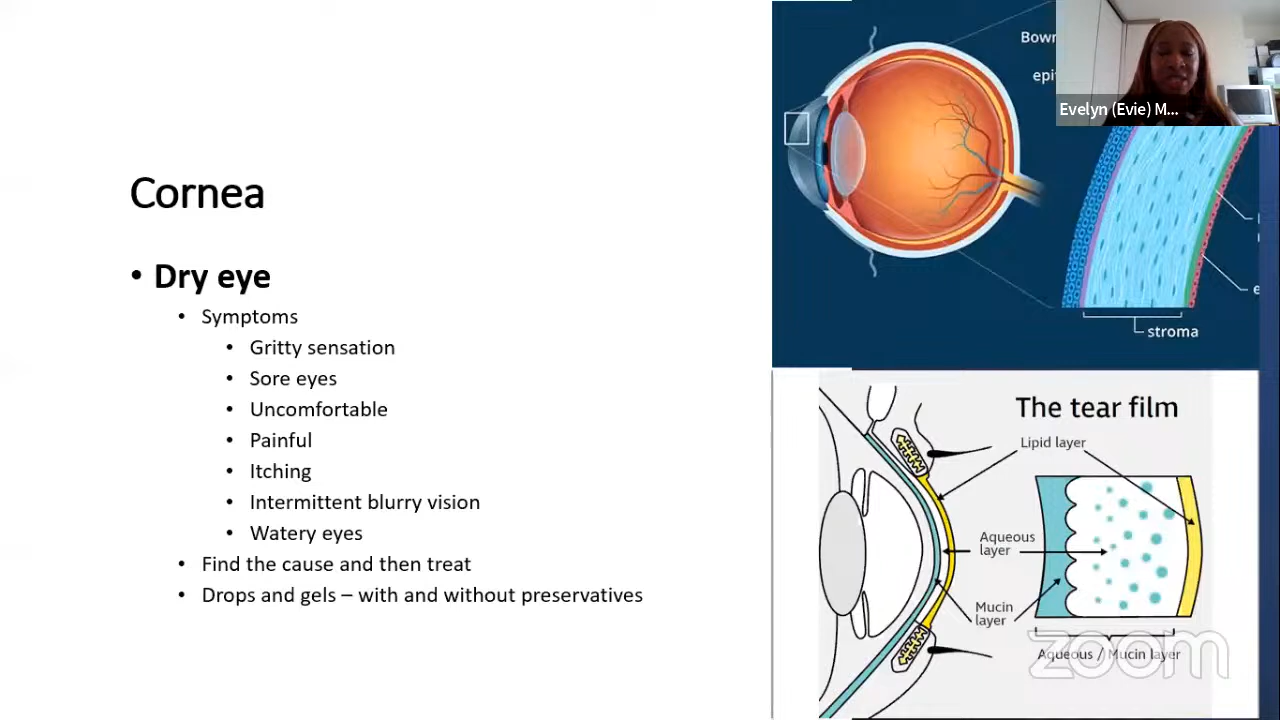 Cornea
• Dry eye
• Symptoms
• Gritty sensation
• Sore eyes
• Uncomfortable
• Painful
• Itching
• Intermittent blurry vision
• Watery eyes
• Find the cause and then treat
• Drops and gels – with and without preservatives
Evelyn (Evie) M...
stroma
The tear film
Lipid layer
Aqueous
layer
Mucin
layer
Aqueous / Mucin layer
zoom